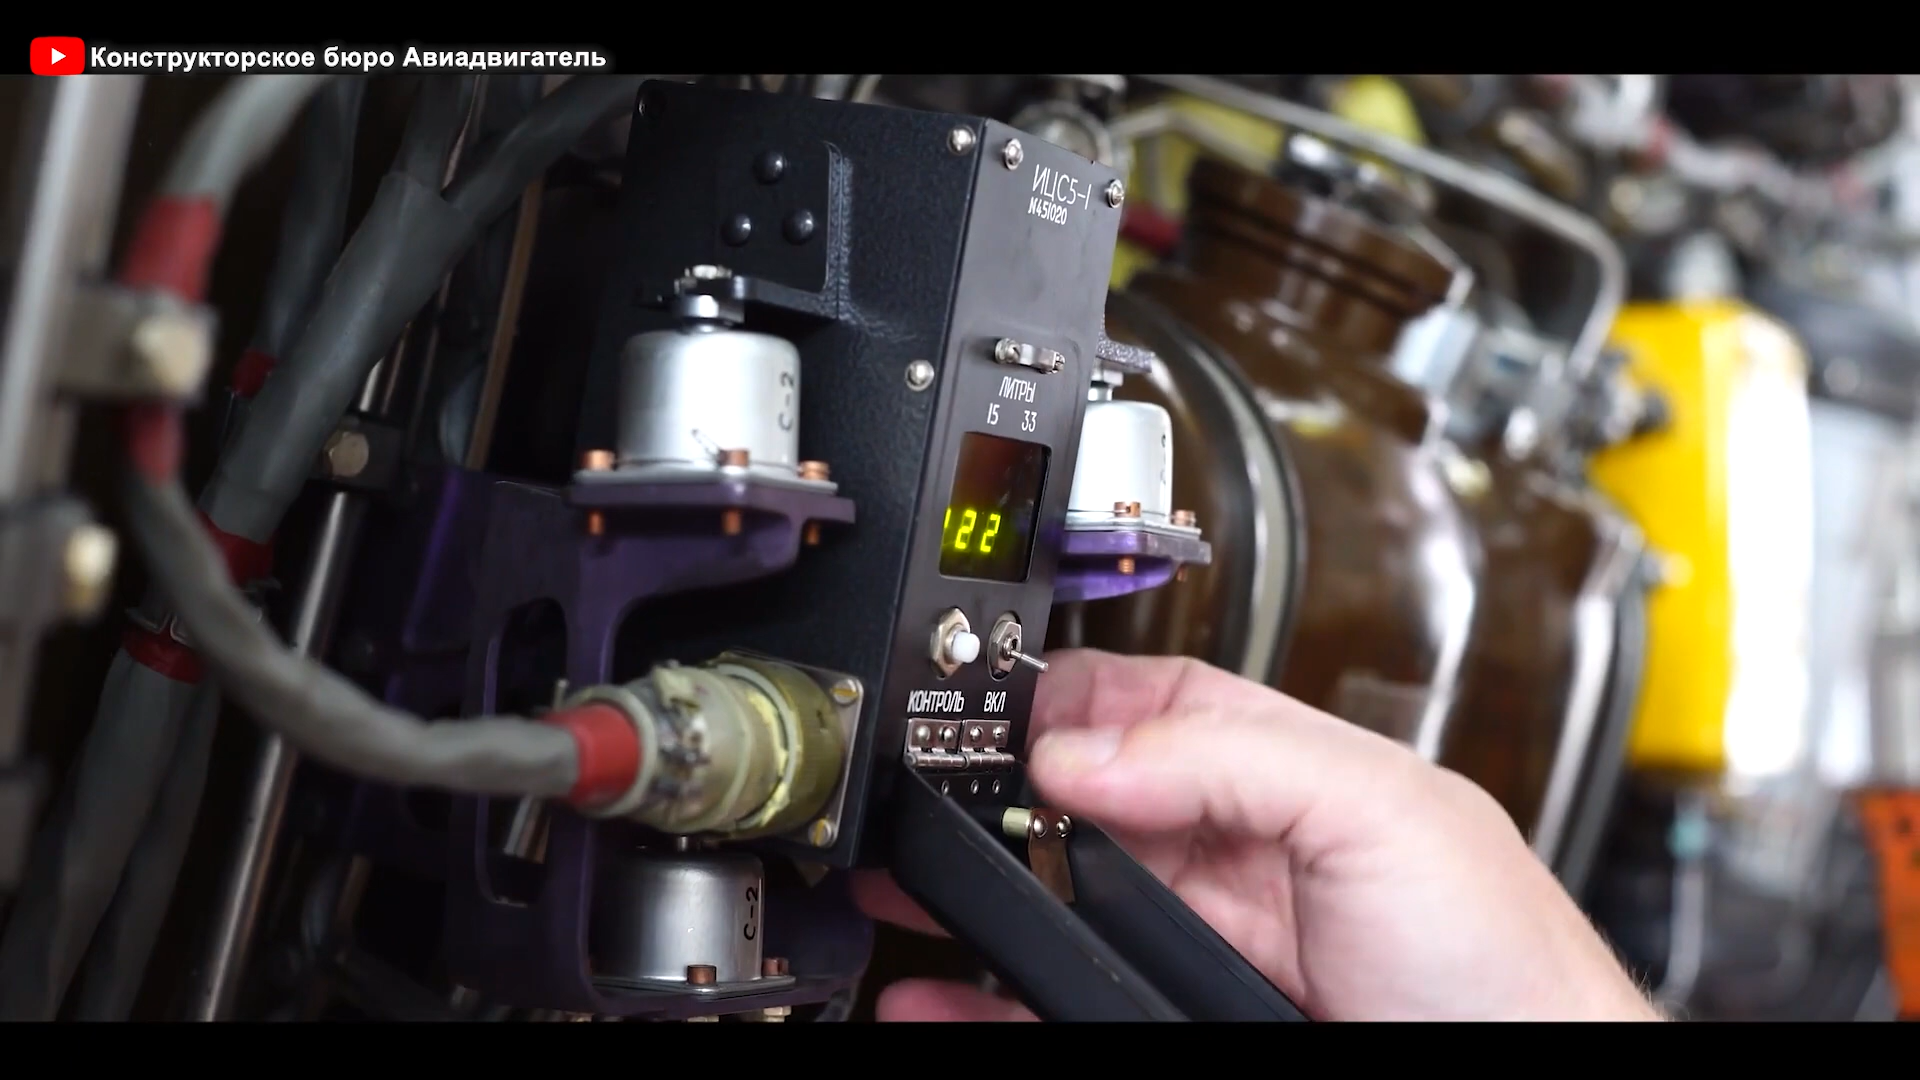 Конструкторское бюро Авиадвигатель
ИЦС5-1
№451020
ЛИТРЫ
15 33
22
КОНТРОЛЬ ВКЛ
С-2
С-2